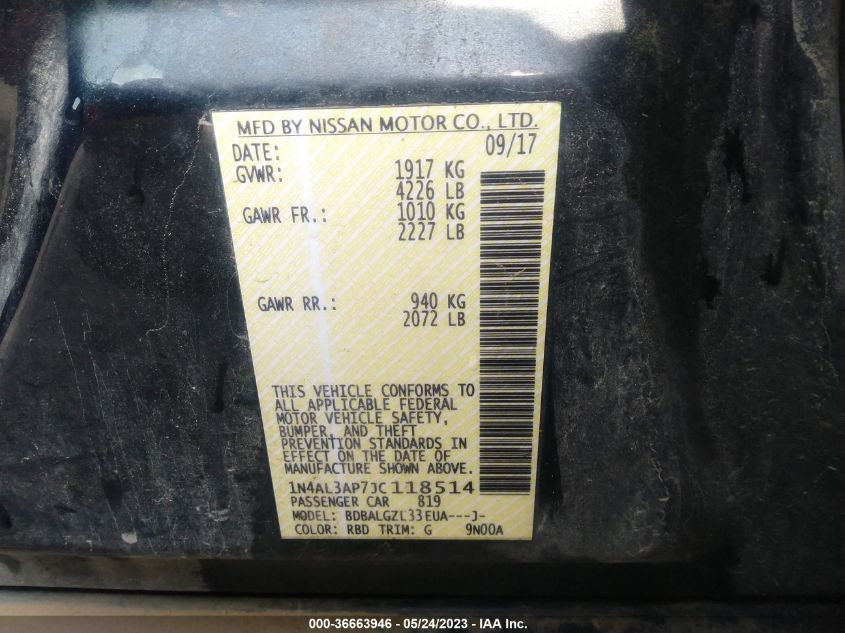 MFD BY NISSAN MOTOR CO., LTD.
DATE: 09/17
GVWR: 1917 KG
4226 LB
GAWR FR.: 1010 KG
2227 LB
GAWR RR.: 940 KG
2072 LB
THIS VEHICLE CONFORMS TO
ALL APPLICABLE FEDERAL
MOTOR VEHICLE SAFETY,
BUMPER, AND THEFT
PREVENTION STANDARDS IN
EFFECT ON THE DATE OF
MANUFACTURE SHOWN ABOVE.
1N4AL3AP7JC118514
PASSENGER CAR 819
MODEL: BDBALGZL33EUA---J-
COLOR: RBD TRIM: G 9N00A
000-36663946 - 05/24/2023 - IAA Inc.